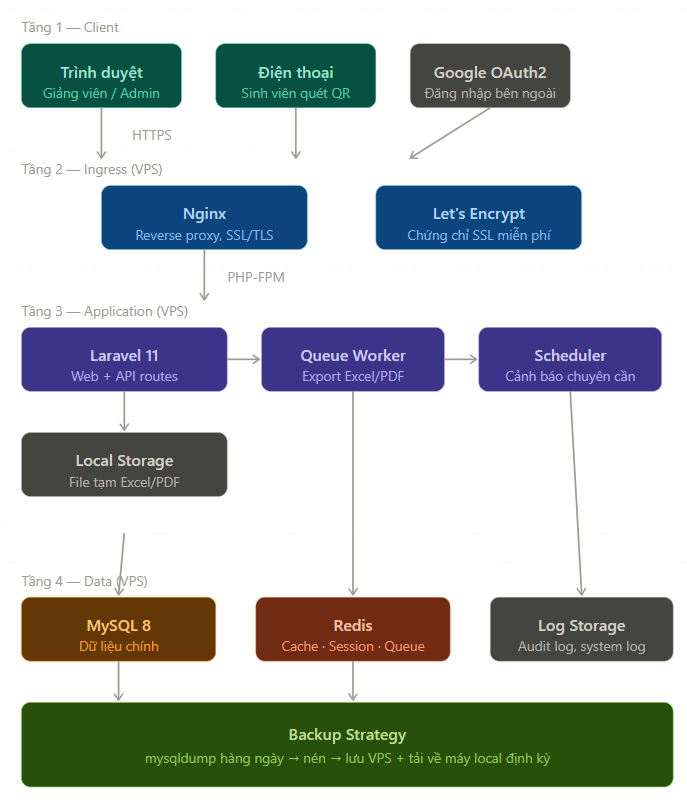 Tầng 1 — Client
Trình duyệt
Giảng viên / Admin
Điện thoại
Sinh viên quét QR
Google OAuth2
Đăng nhập bên ngoài
HTTPS
Tầng 2 — Ingress (VPS)
Nginx
Reverse proxy, SSL/TLS
Let's Encrypt
Chứng chỉ SSL miễn phí
PHP-FPM
Tầng 3 — Application (VPS)
Laravel 11
Web + API routes
Queue Worker
Export Excel/PDF
Scheduler
Cảnh báo chuyên cần
Local Storage
File tạm Excel/PDF
Tầng 4 — Data (VPS)
MySQL 8
Dữ liệu chính
Redis
Cache · Session · Queue
Log Storage
Audit log, system log
Backup Strategy
mysqldump hàng ngày → nén → lưu VPS + tải về máy local định kỳ